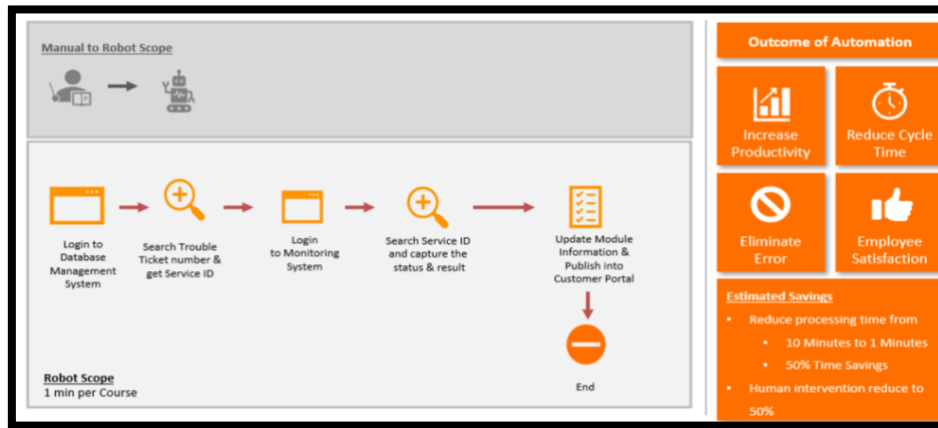 Manual to Robot Scope
Login to
Database
Management
System
Search Trouble
Ticket number &
get Service ID
Login
to Monitoring
System
Search Service ID
and capture the
status & result
Update Module
Information &
Publish into
Customer Portal
End
Robot Scope
1 min per Course
Outcome of Automation
Increase
Productivity
Reduce Cycle
Time
Eliminate
Error
Employee
Satisfaction
Estimated Savings
• Reduce processing time from
• 10 Minutes to 1 Minutes
• 50% Time Savings
• Human intervention reduce to
50%